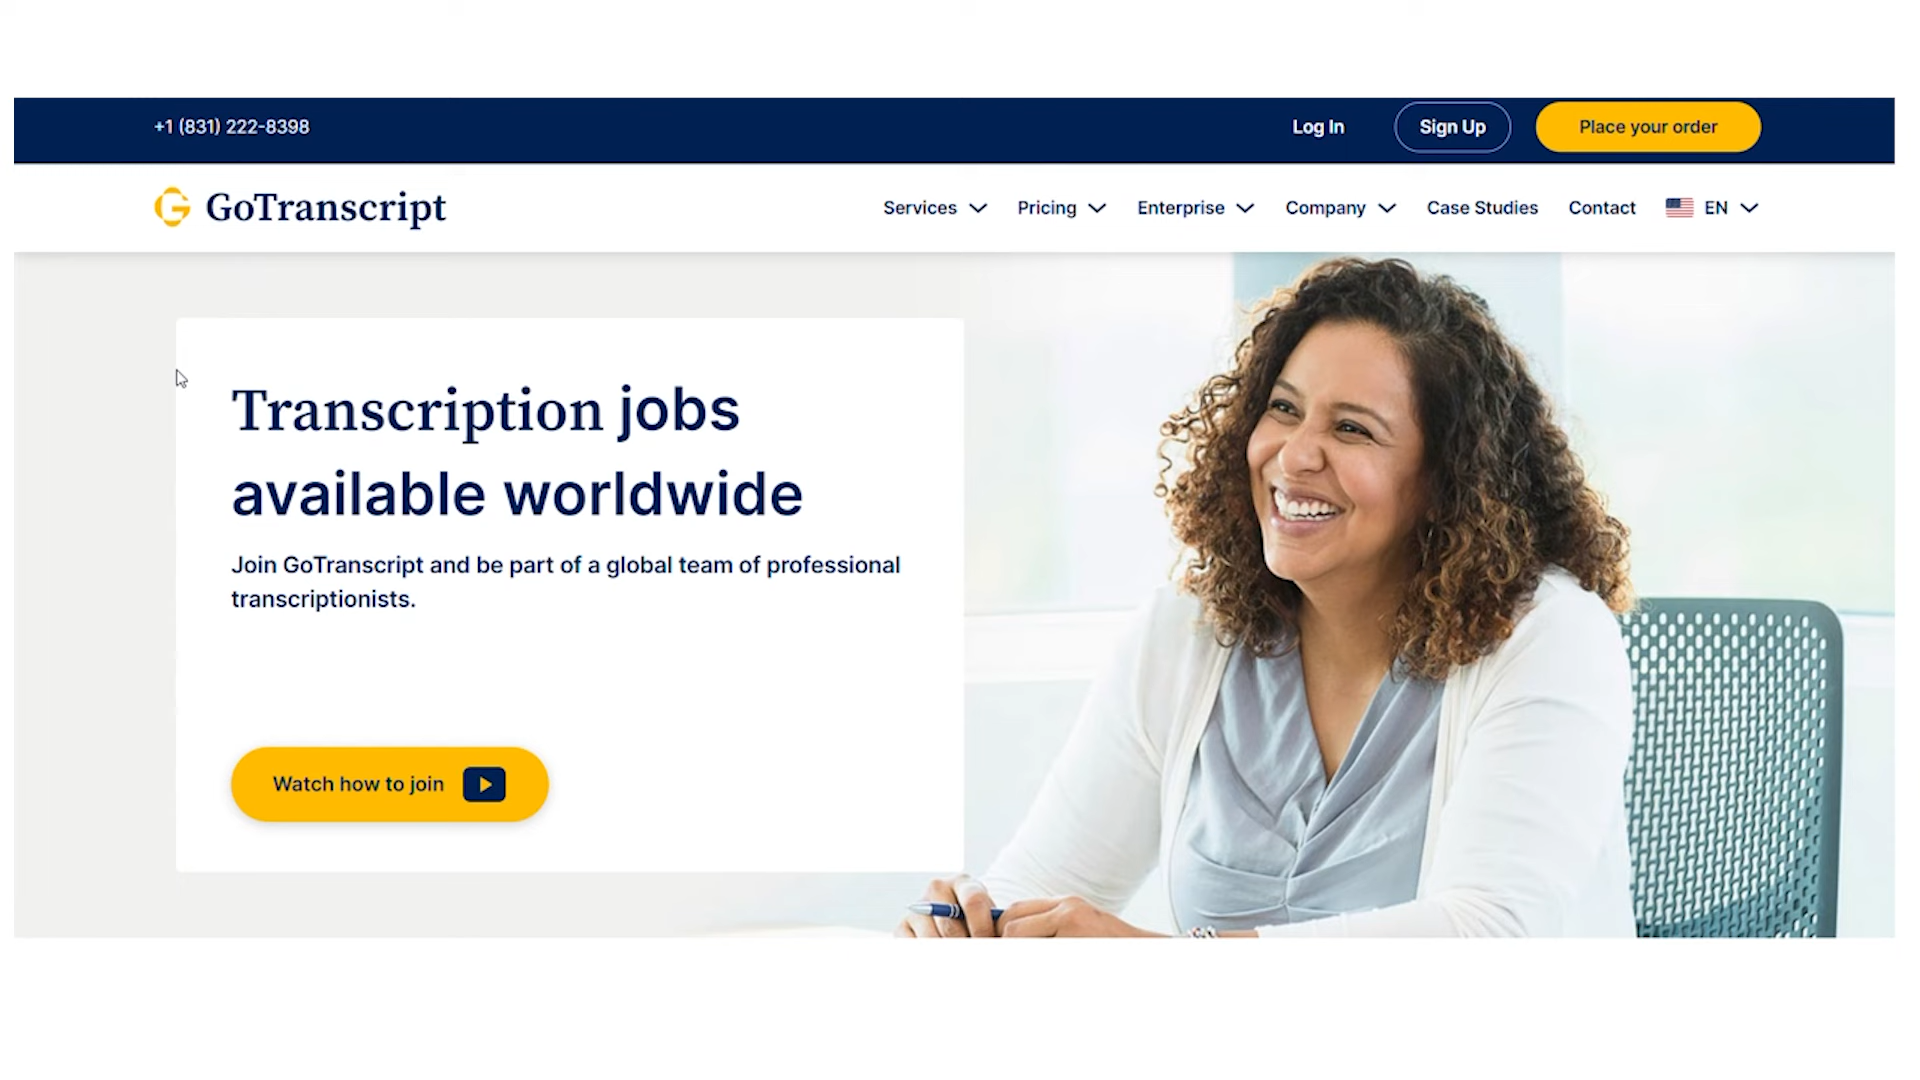 +1 (831) 222-8398
Log In
Sign Up
Place your order
GoTranscript
Services
Pricing
Enterprise
Company
Case Studies
Contact
EN
Transcription jobs
available worldwide
Join GoTranscript and be part of a global team of professional
transcriptionists.
Watch how to join